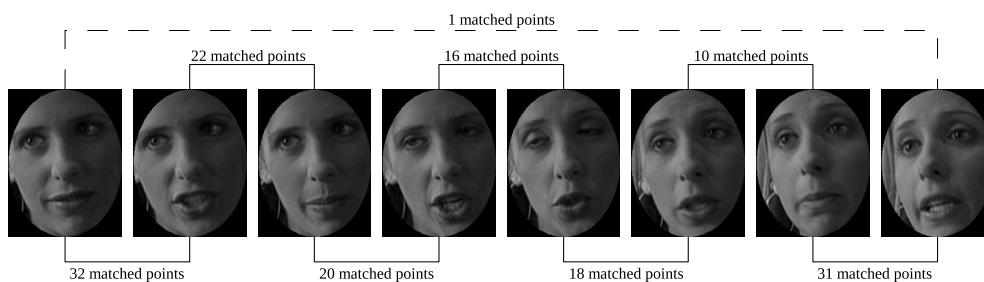 1 matched points
22 matched points
16 matched points
10 matched points
32 matched points
20 matched points
18 matched points
31 matched points